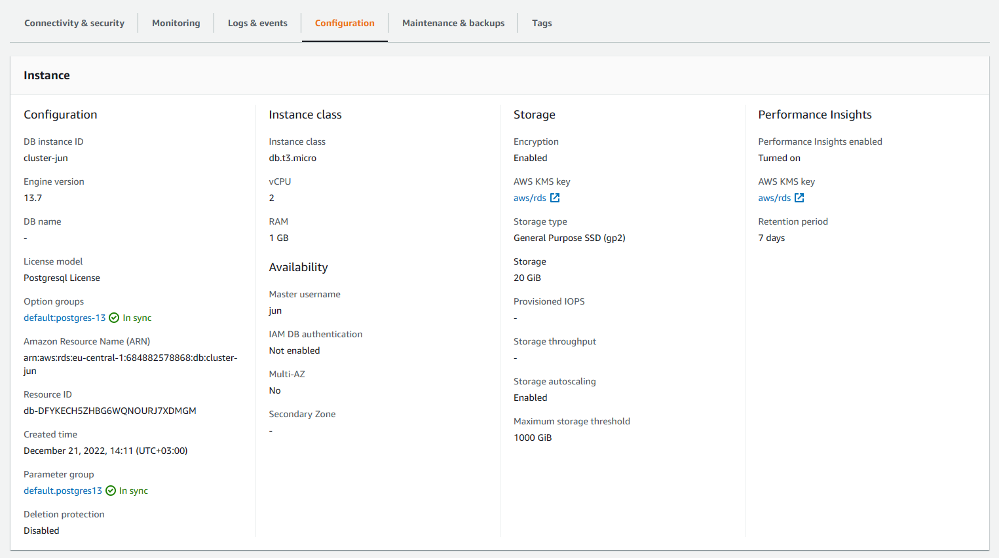 Connectivity & security
Monitoring
Logs & events
Configuration
Maintenance & backups
Tags
Instance
Configuration
DB instance ID
cluster-jun
Engine version
13.7
DB name
-
License model
Postgresql License
Option groups
default:postgres-13 In sync
Amazon Resource Name (ARN)
arn:aws:rds:eu-central-1:684882578868:db:cluster-
jun
Resource ID
db-DFYKECH5ZHBG6WQNOURJ7XDMGM
Created time
December 21, 2022, 14:11 (UTC+03:00)
Parameter group
default.postgres13 In sync
Deletion protection
Disabled
Instance class
Instance class
db.t3.micro
vCPU
2
RAM
1 GB
Availability
Master username
jun
IAM DB authentication
Not enabled
Multi-AZ
No
Secondary Zone
-
Storage
Encryption
Enabled
AWS KMS key
aws/rds
Storage type
General Purpose SSD (gp2)
Storage
20 GiB
Provisioned IOPS
-
Storage throughput
-
Storage autoscaling
Enabled
Maximum storage threshold
1000 GiB
Performance Insights
Performance Insights enabled
Turned on
AWS KMS key
aws/rds
Retention period
7 days